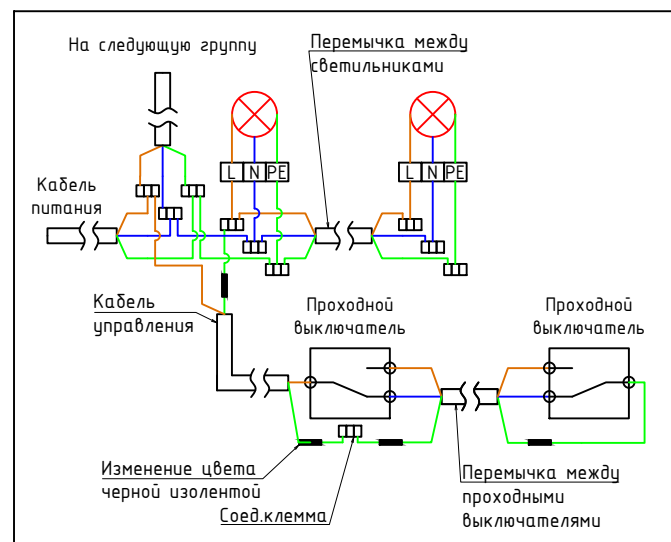 На следующую группу
Перемычка между
светильниками
L N PE
L N PE
Кабель
питания
Кабель
управления
Проходной
выключатель
Проходной
выключатель
Изменение цвета
черной изолентой
Соед.клемма
Перемычка между
проходными
выключателями